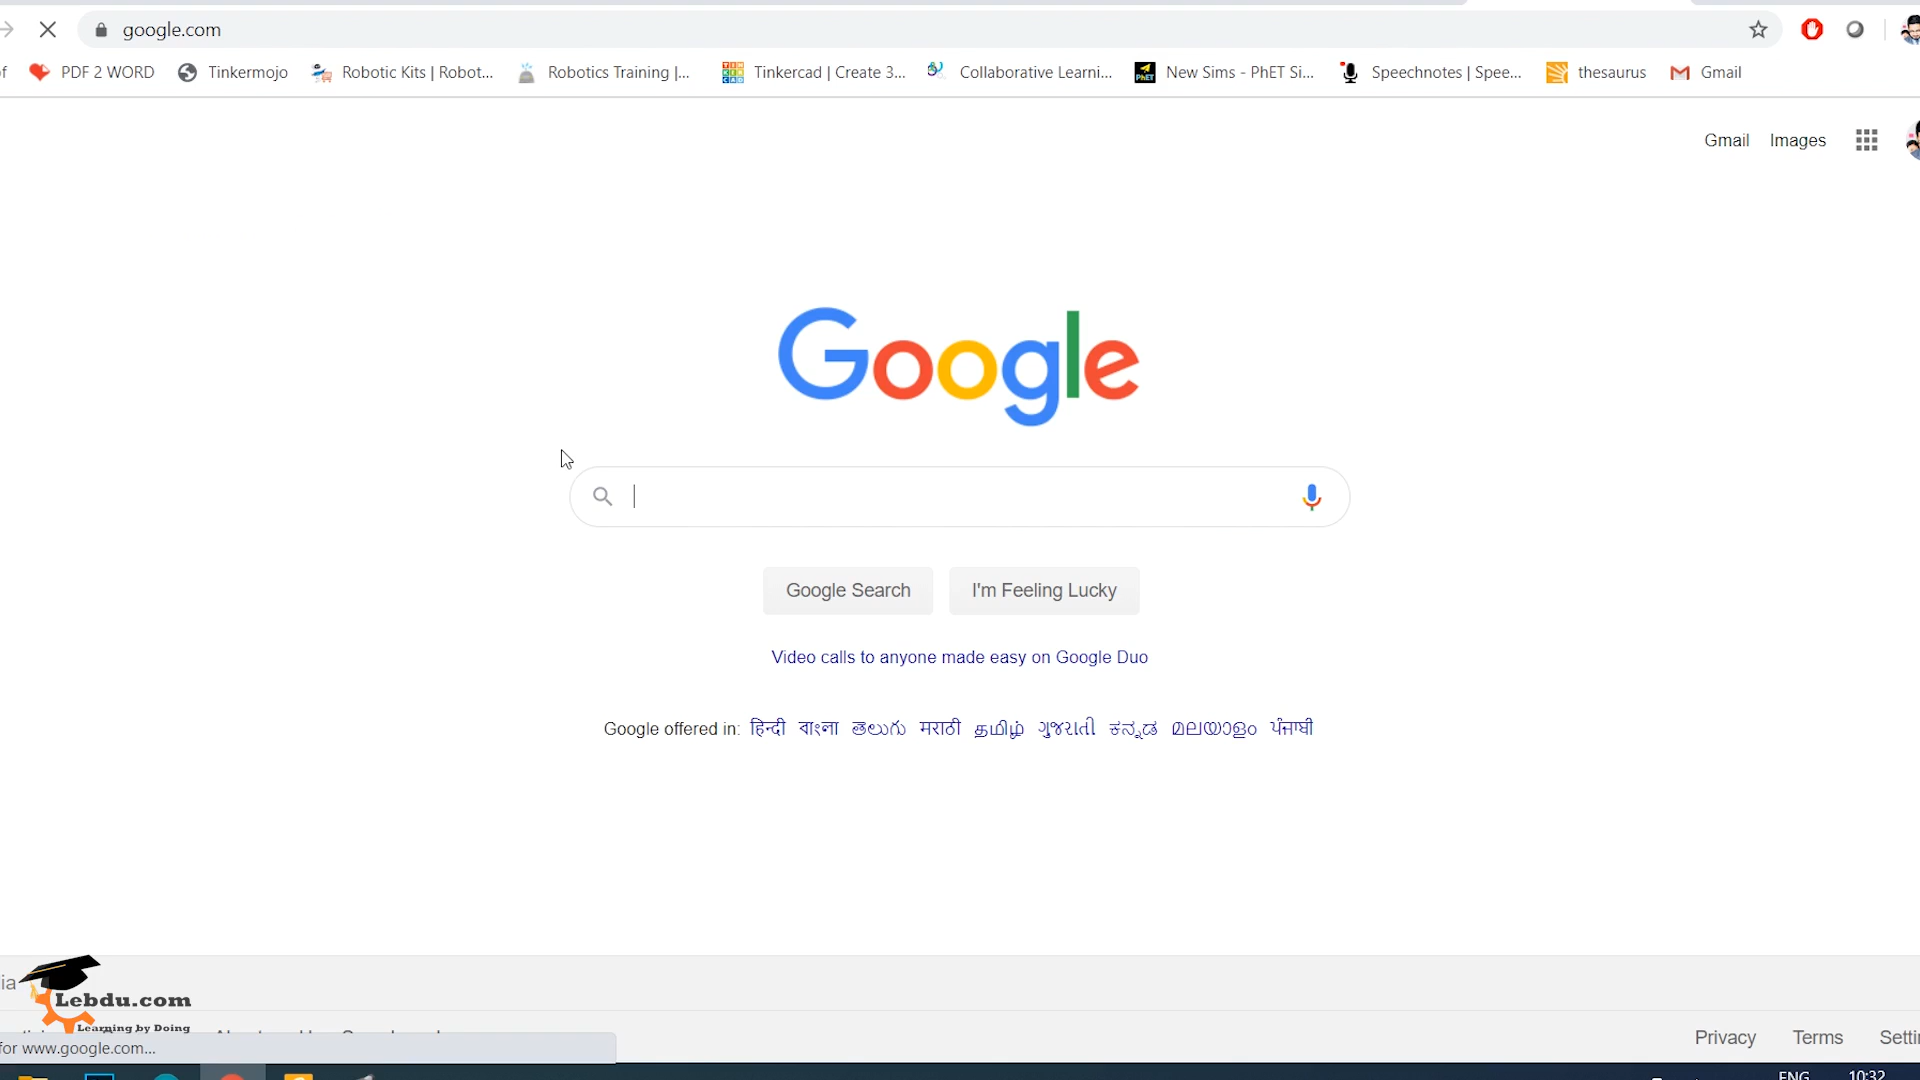 google.com
PDF 2 WORD Tinkermojo Robotic Kits | Robot... Robotics Training |... Tinkercad | Create 3... Collaborative Learni... New Sims - PhET Si... Speechnotes | Spee... thesaurus Gmail
Gmail Images
Google
Google Search I'm Feeling Lucky
Video calls to anyone made easy on Google Duo
Google offered in: हिन्दी বাংলা తెలుగు मराठी தமிழ் ગુજરાતી ಕನ್ನಡ മലയാളം ਪੰਜਾਬੀ
Lebdu.com
Learning by Doing
for www.google.com...
Privacy Terms
ENG 10:32